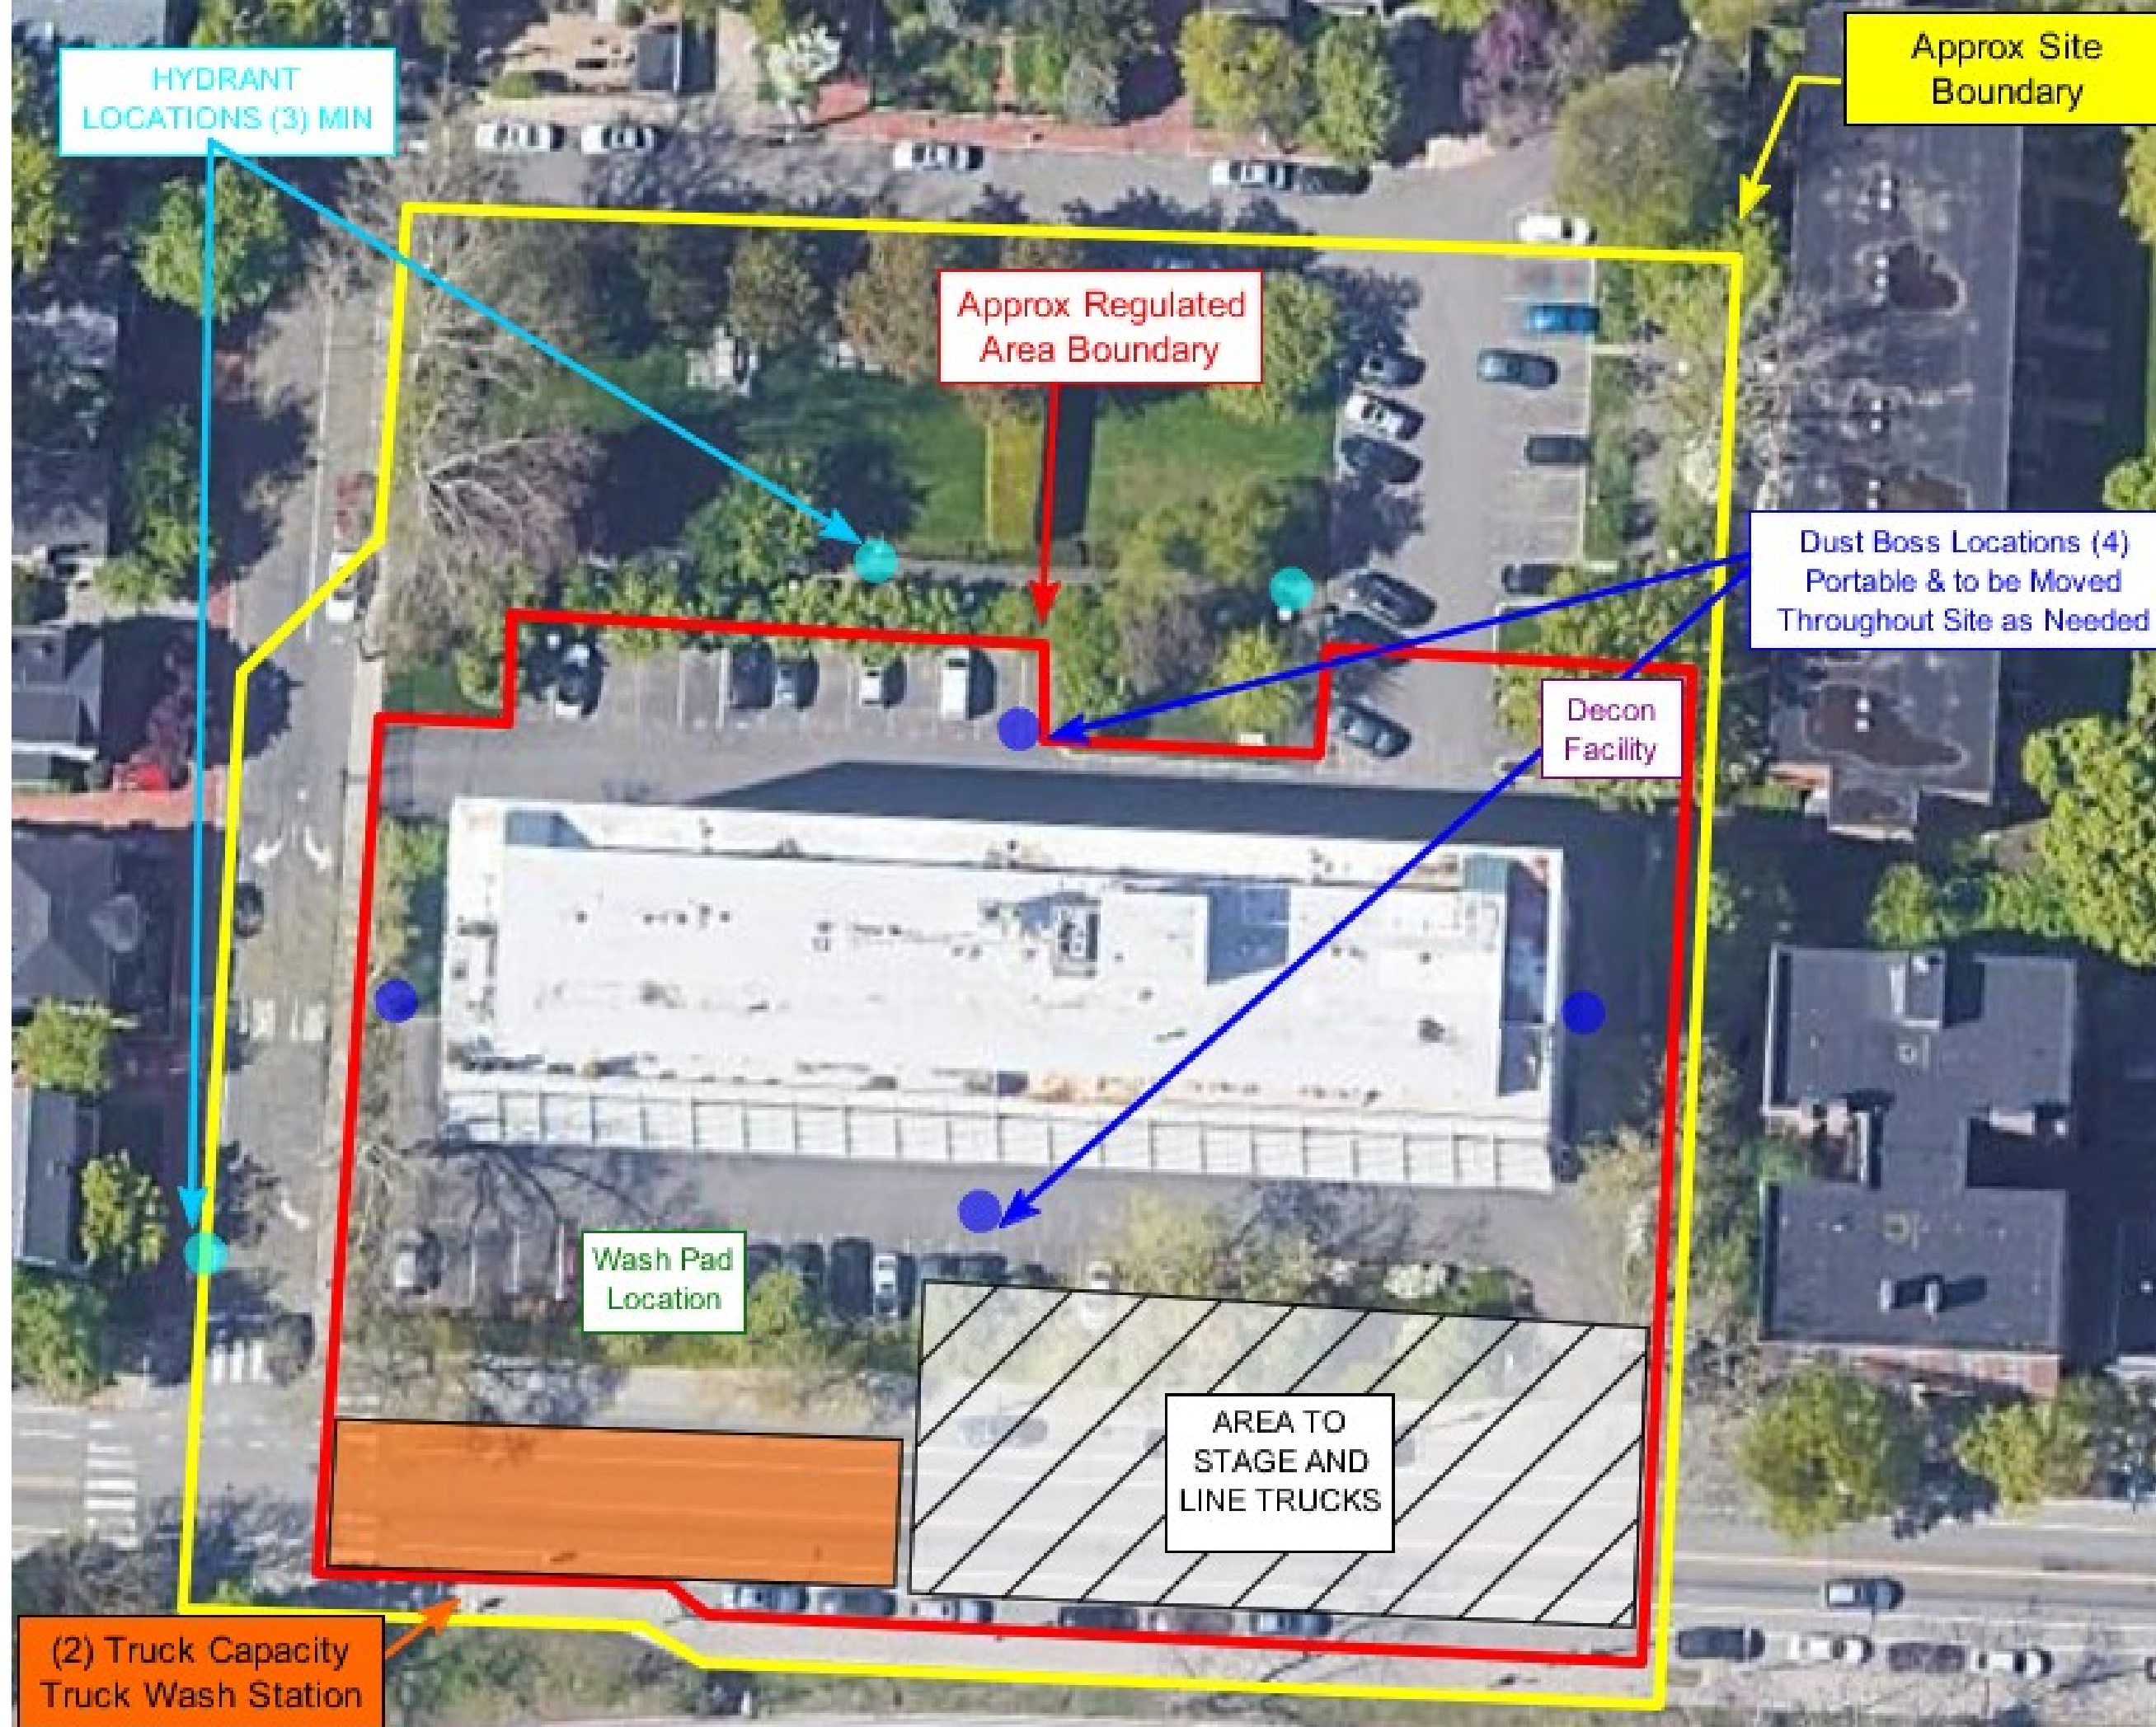 HYDRANT
LOCATIONS (3) MIN
Approx Site
Boundary
Approx Regulated
Area Boundary
Dust Boss Locations (4)
Portable & to be Moved
Throughout Site as Needed
Decon
Facility
Wash Pad
Location
AREA TO
STAGE AND
LINE TRUCKS
(2) Truck Capacity
Truck Wash Station